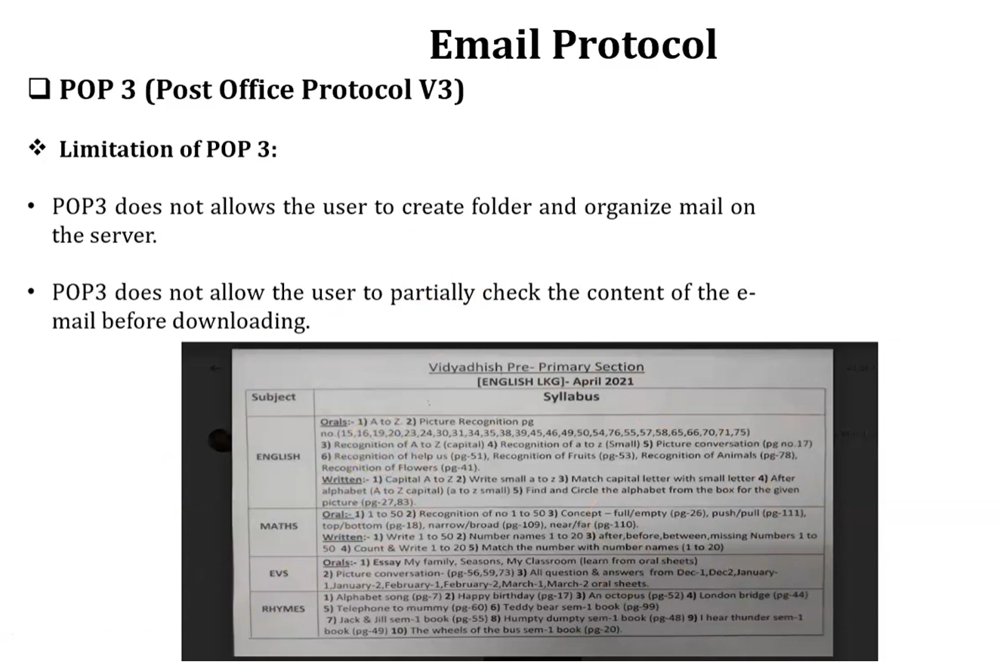 Email Protocol
❑ POP 3 (Post Office Protocol V3)
❖ Limitation of POP 3:
• POP3 does not allows the user to create folder and organize mail on
the server.
• POP3 does not allow the user to partially check the content of the e-
mail before downloading.
Vidyadhish Pre- Primary Section
[ENGLISH LKG]- April 2021
Subject Syllabus
Orals:- 1) A to Z. 2) Picture Recognition pg
no.(15,16,19,20,23,24,30,31,34,35,38,39,45,46,49,50,54,76,55,57,58,65,66,70,71,75)
3) Recognition of A to Z (capital) 4) Recognition of a to z (Small) 5) Picture conversation (pg no.17)
ENGLISH 6) Recognition of help us (pg-51), Recognition of Fruits (pg-53), Recognition of Animals (pg-78),
Recognition of Flowers (pg-41).
Written:- 1) Capital A to Z 2) Write small a to z 3) Match capital letter with small letter 4) After
alphabet (A to Z capital) (a to z small) 5) Find and Circle the alphabet from the box for the given
picture (pg-27,83).
Oral:- 1) 1 to 50 2) Recognition of no 1 to 50 3) Concept – full/empty (pg-26), push/pull (pg-111),
MATHS top/bottom (pg-18), narrow/broad (pg-109), near/far (pg-110).
Written:- 1) Write 1 to 50 2) Number names 1 to 20 3) after,before,between,missing Numbers 1 to
50 4) Count & Write 1 to 20 5) Match the number with number names (1 to 20)
Orals:- 1) Essay My family, Seasons, My Classroom (learn from oral sheets)
EVS 2) Picture conversation- (pg-56,59,73) 3) All question & answers from Dec-1,Dec2,January-
1,January-2,February-1,February-2,March-1,March-2 oral sheets.
1) Alphabet song (pg-7) 2) Happy birthday (pg-17) 3) An octopus (pg-52) 4) London bridge (pg-44)
RHYMES 5) Telephone to mummy (pg-60) 6) Teddy bear sem-1 book (pg-99)
7) Jack & Jill sem-1 book (pg-55) 8) Humpty dumpty sem-1 book (pg-48) 9) I hear thunder sem-1
book (pg-49) 10) The wheels of the bus sem-1 book (pg-20).